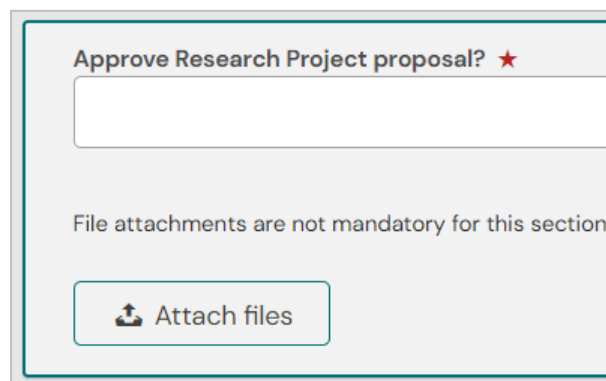 Approve Research Project proposal? ★
File attachments are not mandatory for this section
Attach files